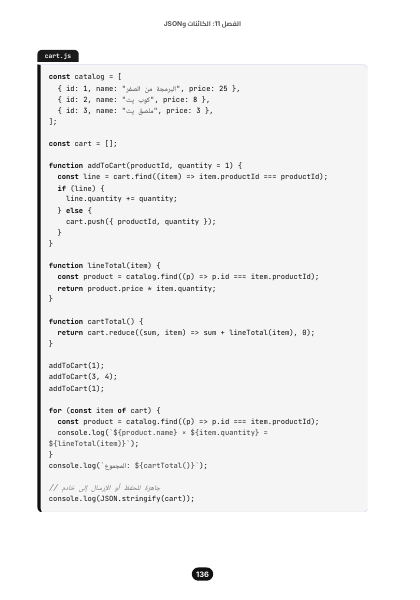 الفصل 11: الكائنات وJSON
cart.js
const catalog = [
  { id: 1, name: "البرمجة من الصفر", price: 25 },
  { id: 2, name: "كوب بت", price: 8 },
  { id: 3, name: "ملصق بت", price: 3 },
];

const cart = [];

function addToCart(productId, quantity = 1) {
  const line = cart.find((item) => item.productId === productId);
  if (line) {
    line.quantity += quantity;
  } else {
    cart.push({ productId, quantity });
  }
}

function lineTotal(item) {
  const product = catalog.find((p) => p.id === item.productId);
  return product.price * item.quantity;
}

function cartTotal() {
  return cart.reduce((sum, item) => sum + lineTotal(item), 0);
}

addToCart(1);
addToCart(3, 4);
addToCart(1);

for (const item of cart) {
  const product = catalog.find((p) => p.id === item.productId);
  console.log(`${product.name} × ${item.quantity} =
${lineTotal(item)}`);
}
console.log(`المجموع: ${cartTotal()}`);

// جاهزة للحفظ أو الإرسال إلى خادم
console.log(JSON.stringify(cart));
136